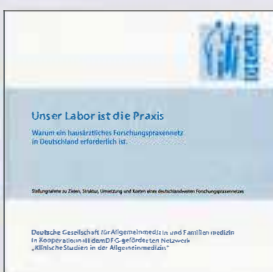 Unser Labor ist die Praxis
Warum ein hausärztliches Forschungspraxennetz
in Deutschland erforderlich ist.
Stellungnahme zu Zielen, Struktur, Umsetzung und Kosten eines deutschlandweiten Forschungspraxennetzes
Deutsche Gesellschaft für Allgemeinmedizin und Familienmedizin
in Kooperation mit dem DFG-geförderten Netzwerk
„Klinische Studien in der Allgemeinmedizin“